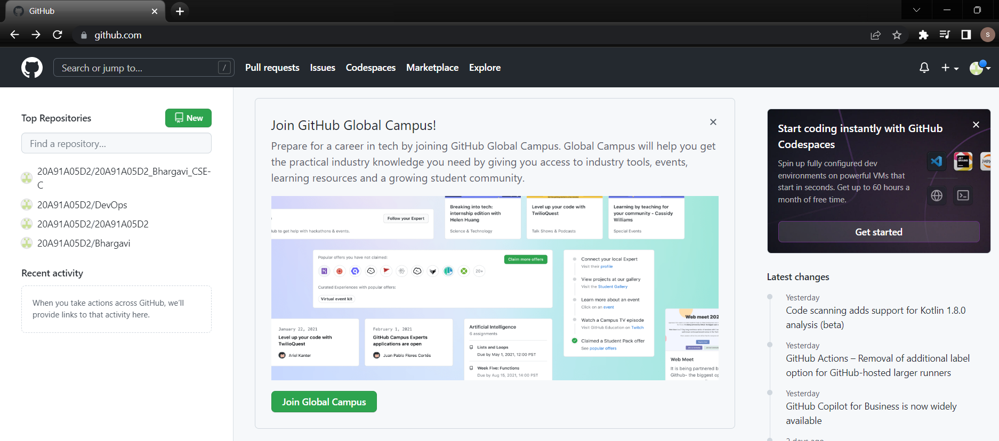 GitHub
github.com
S
Search or jump to...
/
Pull requests
Issues
Codespaces
Marketplace
Explore
Top Repositories
New
Find a repository...
20A91A05D2/20A91A05D2_Bhargavi_CSE-
C
20A91A05D2/DevOps
20A91A05D2/20A91A05D2
20A91A05D2/Bhargavi
Recent activity
When you take actions across GitHub, we'll
provide links to that activity here.
Join GitHub Global Campus!
Prepare for a career in tech by joining GitHub Global Campus. Global Campus will help you get
the practical industry knowledge you need by giving you access to industry tools, events,
learning resources and a growing student community.
Follow your Expert
lub to get help with hackathons & events.
Breaking into tech:
internship edition with
Helen Huang
Science & Technology
Level up your code with
TwilioQuest
Talk Shows & Podcasts
Learning by teaching for
your community - Cassidy
Williams
Special Events
Popular offers you have not claimed:
Claim more offers
20+
Curated Experiences with popular offers:
Virtual event kit
Connect your local Expert
Visit their profile
View projects at our gallery
Visit the Student Gallery
Learn more about an event
Click on an event
Watch a Campus TV episode
Visit GitHub Education on Twitch
Claimed a Student Pack offer
See popular offers
January 22, 2021
Level up your code with
TwilioQuest
Ariel Kanter
February 1, 2021
GitHub Campus Experts
applications are open
Juan Pablo Flores Cortés
Artificial Intelligence
6 assignments
Lists and Loops
Due by May 1, 2021, 12:00 PST
Week Five: Functions
Due by Aug 15, 2021, 14:00 PST
Web meet 202
Web Meet
It is being partnered b
Github- the biggest op
Join Global Campus
Start coding instantly with GitHub
Codespaces
Spin up fully configured dev
environments on powerful VMs that
start in seconds. Get up to 60 hours a
month of free time.
JET
BRAINS
jupy
Get started
Latest changes
Yesterday
Code scanning adds support for Kotlin 1.8.0
analysis (beta)
Yesterday
GitHub Actions – Removal of additional label
option for GitHub-hosted larger runners
Yesterday
GitHub Copilot for Business is now widely
available
2 days ago